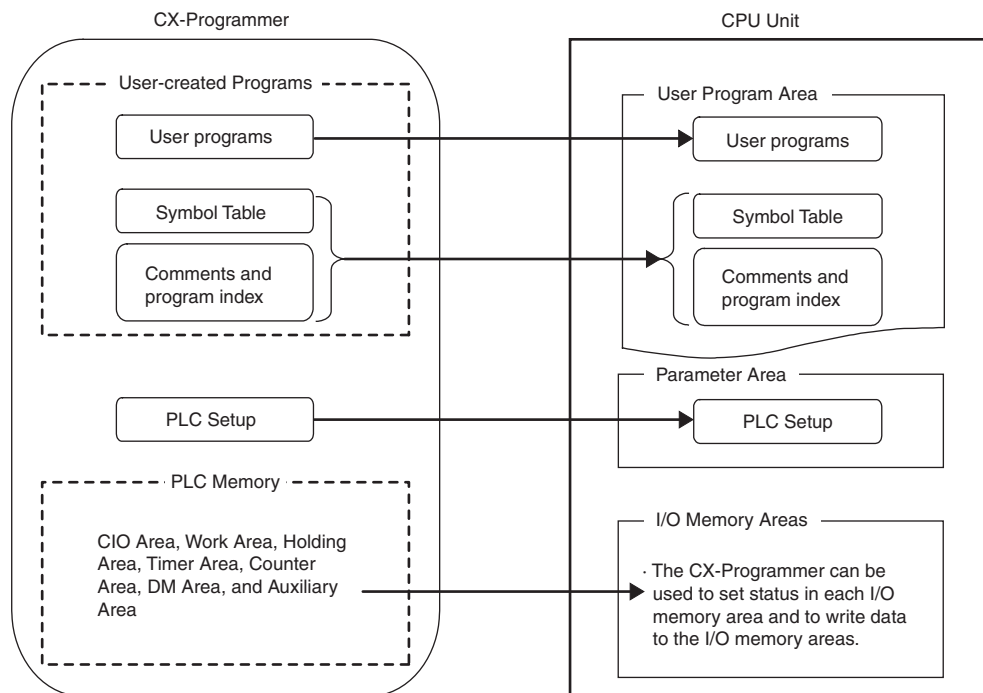 CX-Programmer
User-created Programs
User programs
Symbol Table
Comments and
program index
PLC Setup
PLC Memory
CIO Area, Work Area, Holding
Area, Timer Area, Counter
Area, DM Area, and Auxiliary
Area
CPU Unit
User Program Area
User programs
Symbol Table
Comments and
program index
Parameter Area
PLC Setup
I/O Memory Areas
· The CX-Programmer can be
used to set status in each I/O
memory area and to write data
to the I/O memory areas.